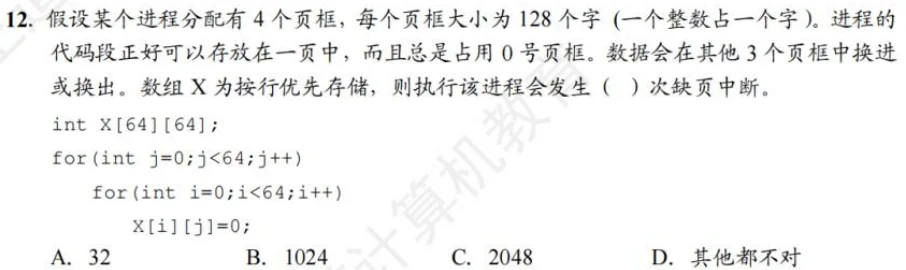 12. 假设某个进程分配有 4 个页框，每个页框大小为 128 个字 (一个整数占一个字)。进程的
代码段正好可以存放在一页中，而且总是占用 0 号页框。数据会在其他 3 个页框中换进
或换出。数组 X 为按行优先存储，则执行该进程会发生 ( ) 次缺页中断。
int X[64][64];
for(int j=0;j<64;j++)
for(int i=0;i<64;i++)
X[i][j]=0;
A. 32 B. 1024 C. 2048 D. 其他都不对
计算机教育